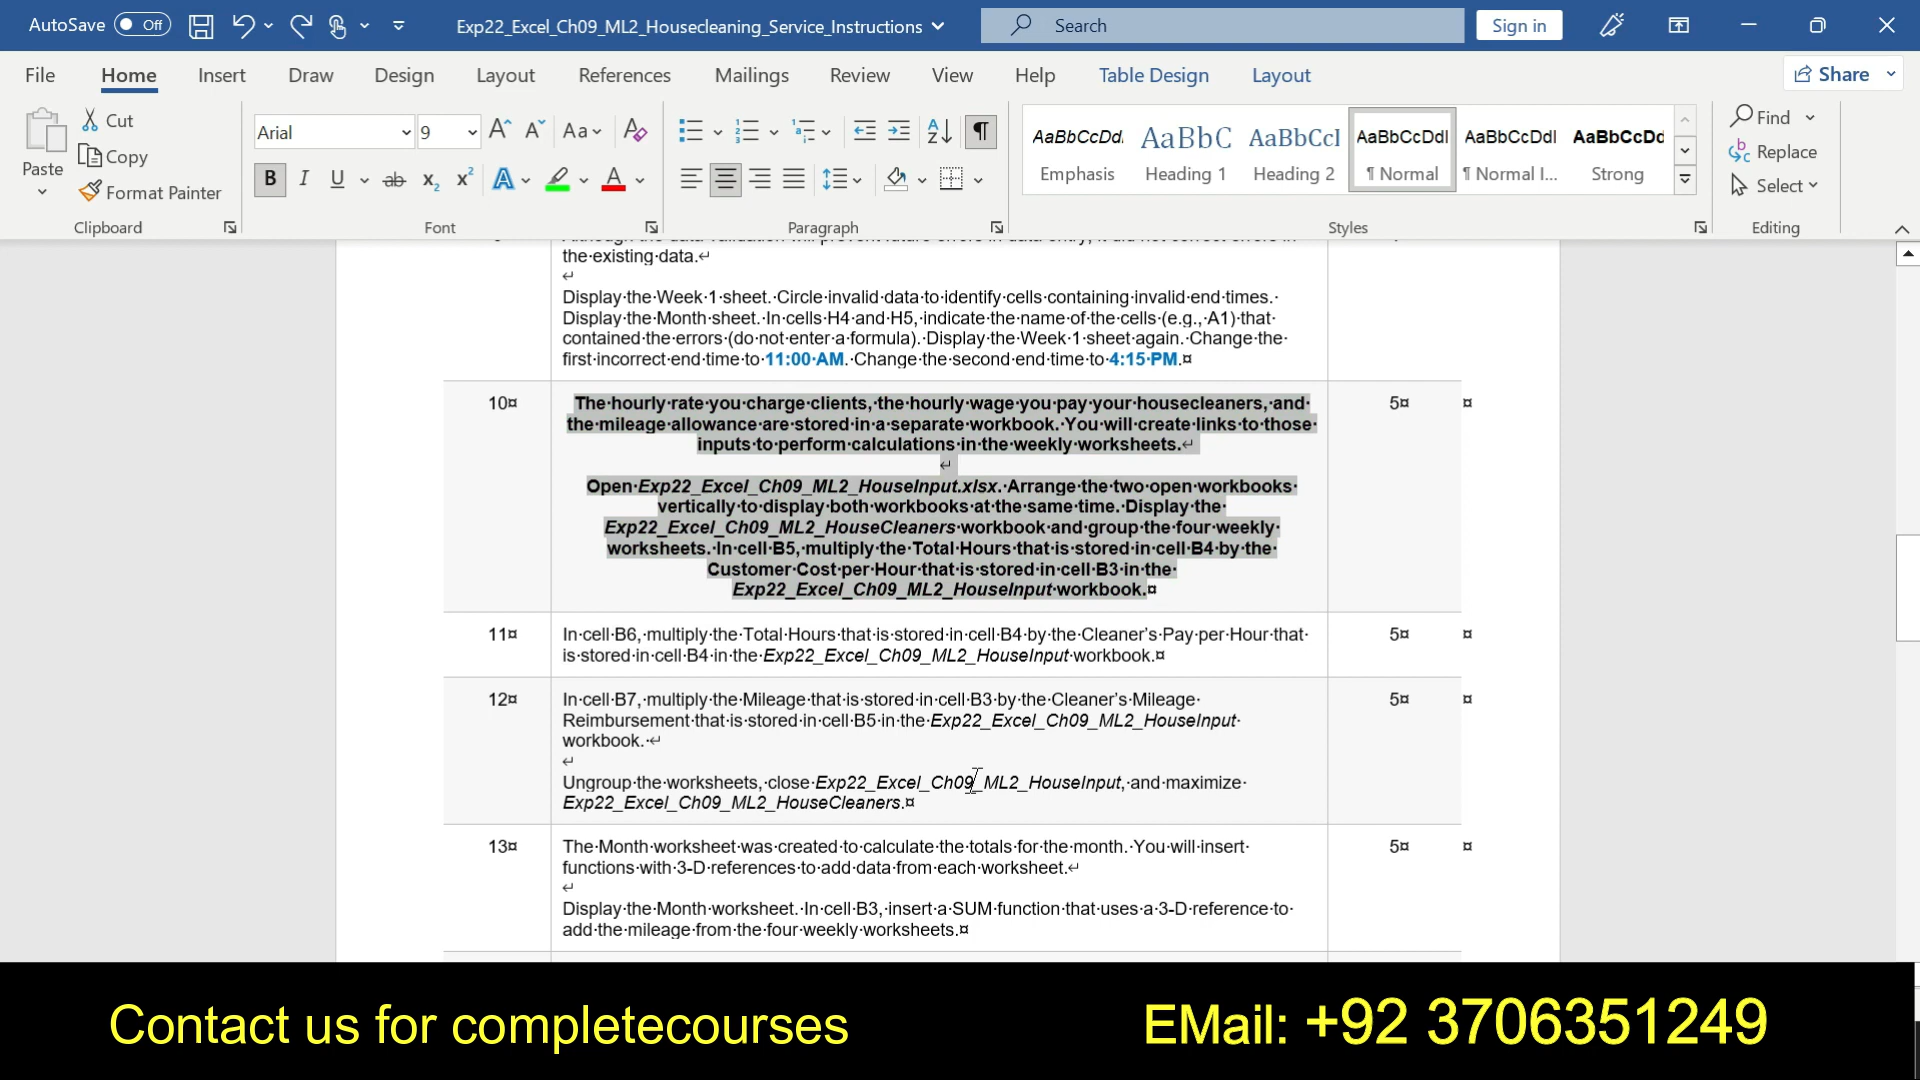 AutoSave Off Exp22_Excel_Ch09_ML2_Housecleaning_Service_Instructions Search Sign in
File Home Insert Draw Design Layout References Mailings Review View Help Table Design Layout Share
Paste Cut Copy Format Painter
Arial 9
AaBbCcDdl AaBbC AaBbCcI AaBbCcDdl AaBbCcDdl AaBbCcDd
Emphasis Heading 1 Heading 2 ¶ Normal ¶ Normal I... Strong
Find
Replace
Select
Clipboard Font Paragraph Styles Editing
the·existing·data.↵
↵
Display·the·Week·1·sheet.·Circle·invalid·data·to·identify·cells·containing·invalid·end·times.·
Display·the·Month·sheet.·In·cells·H4·and·H5,·indicate·the·name·of·the·cells·(e.g.,·A1)·that·
contained·the·errors·(do·not·enter·a·formula).·Display·the·Week·1·sheet·again.·Change·the·
first·incorrect·end·time·to·11:00·AM.·Change·the·second·end·time·to·4:15·PM.¤
10¤ The·hourly·rate·you·charge·clients,·the·hourly·wage·you·pay·your·housecleaners,·and· 5¤ ¤
the·mileage·allowance·are·stored·in·a·separate·workbook.·You·will·create·links·to·those·
inputs·to·perform·calculations·in·the·weekly·worksheets.↵
↵
Open·Exp22_Excel_Ch09_ML2_HouseInput.xlsx.·Arrange·the·two·open·workbooks·
vertically·to·display·both·workbooks·at·the·same·time.·Display·the·
Exp22_Excel_Ch09_ML2_HouseCleaners·workbook·and·group·the·four·weekly·
worksheets.·In·cell·B5,·multiply·the·Total·Hours·that·is·stored·in·cell·B4·by·the·
Customer·Cost·per·Hour·that·is·stored·in·cell·B3·in·the·
Exp22_Excel_Ch09_ML2_HouseInput·workbook.¤
11¤ In·cell·B6,·multiply·the·Total·Hours·that·is·stored·in·cell·B4·by·the·Cleaner's·Pay·per·Hour·that· 5¤ ¤
is·stored·in·cell·B4·in·the·Exp22_Excel_Ch09_ML2_HouseInput·workbook.¤
12¤ In·cell·B7,·multiply·the·Mileage·that·is·stored·in·cell·B3·by·the·Cleaner's·Mileage· 5¤ ¤
Reimbursement·that·is·stored·in·cell·B5·in·the·Exp22_Excel_Ch09_ML2_HouseInput·
workbook.·↵
↵
Ungroup·the·worksheets,·close·Exp22_Excel_Ch09_ML2_HouseInput,·and·maximize·
Exp22_Excel_Ch09_ML2_HouseCleaners.¤
13¤ The·Month·worksheet·was·created·to·calculate·the·totals·for·the·month.·You·will·insert· 5¤ ¤
functions·with·3-D·references·to·add·data·from·each·worksheet.↵
↵
Display·the·Month·worksheet.·In·cell·B3,·insert·a·SUM·function·that·uses·a·3-D·reference·to·
add·the·mileage·from·the·four·weekly·worksheets.¤
Contact us for completecourses EMail: +92 3706351249